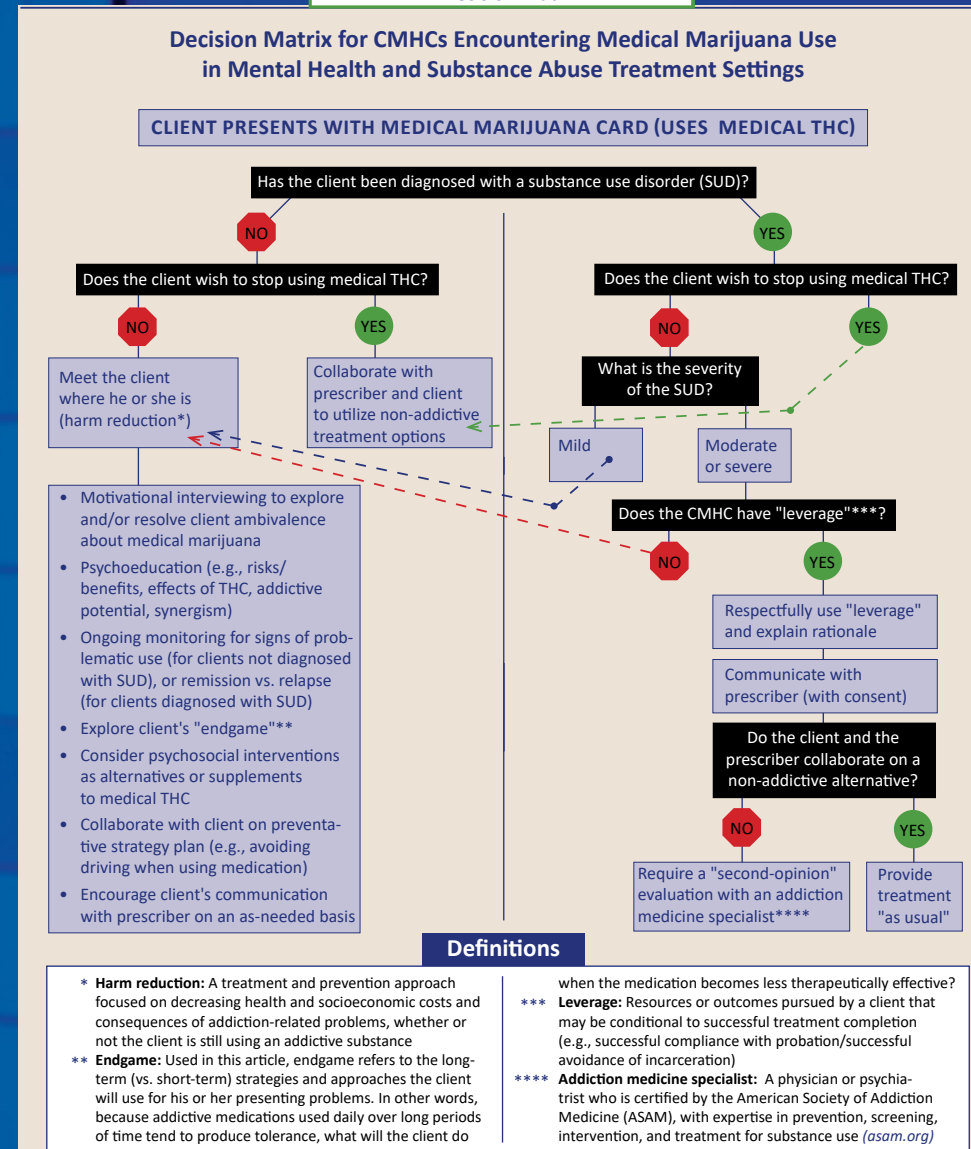 Decision Matrix for CMHCs Encountering Medical Marijuana Use
in Mental Health and Substance Abuse Treatment Settings
CLIENT PRESENTS WITH MEDICAL MARIJUANA CARD (USES MEDICAL THC)
Has the client been diagnosed with a substance use disorder (SUD)?
NO
YES
Does the client wish to stop using medical THC?
Does the client wish to stop using medical THC?
NO
YES
NO
YES
Meet the client
where he or she is
(harm reduction*)
Collaborate with
prescriber and client
to utilize non-addictive
treatment options
What is the severity
of the SUD?
Mild
Moderate
or severe
• Motivational interviewing to explore
and/or resolve client ambivalence
about medical marijuana
• Psychoeducation (e.g., risks/
benefits, effects of THC, addictive
potential, synergism)
• Ongoing monitoring for signs of prob-
lematic use (for clients not diagnosed
with SUD), or remission vs. relapse
(for clients diagnosed with SUD)
• Explore client's "endgame"**
• Consider psychosocial interventions
as alternatives or supplements
to medical THC
• Collaborate with client on preventa-
tive strategy plan (e.g., avoiding
driving when using medication)
• Encourage client's communication
with prescriber on an as-needed basis
Does the CMHC have "leverage"***?
NO
YES
Respectfully use "leverage"
and explain rationale
Communicate with
prescriber (with consent)
Do the client and the
prescriber collaborate on a
non-addictive alternative?
NO
YES
Require a "second-opinion"
evaluation with an addiction
medicine specialist****
Provide
treatment
"as usual"
Definitions
* Harm reduction: A treatment and prevention approach
focused on decreasing health and socioeconomic costs and
consequences of addiction-related problems, whether or
not the client is still using an addictive substance
** Endgame: Used in this article, endgame refers to the long-
term (vs. short-term) strategies and approaches the client
will use for his or her presenting problems. In other words,
because addictive medications used daily over long periods
of time tend to produce tolerance, what will the client do
when the medication becomes less therapeutically effective?
*** Leverage: Resources or outcomes pursued by a client that
may be conditional to successful treatment completion
(e.g., successful compliance with probation/successful
avoidance of incarceration)
**** Addiction medicine specialist: A physician or psychia-
trist who is certified by the American Society of Addiction
Medicine (ASAM), with expertise in prevention, screening,
intervention, and treatment for substance use (asam.org)